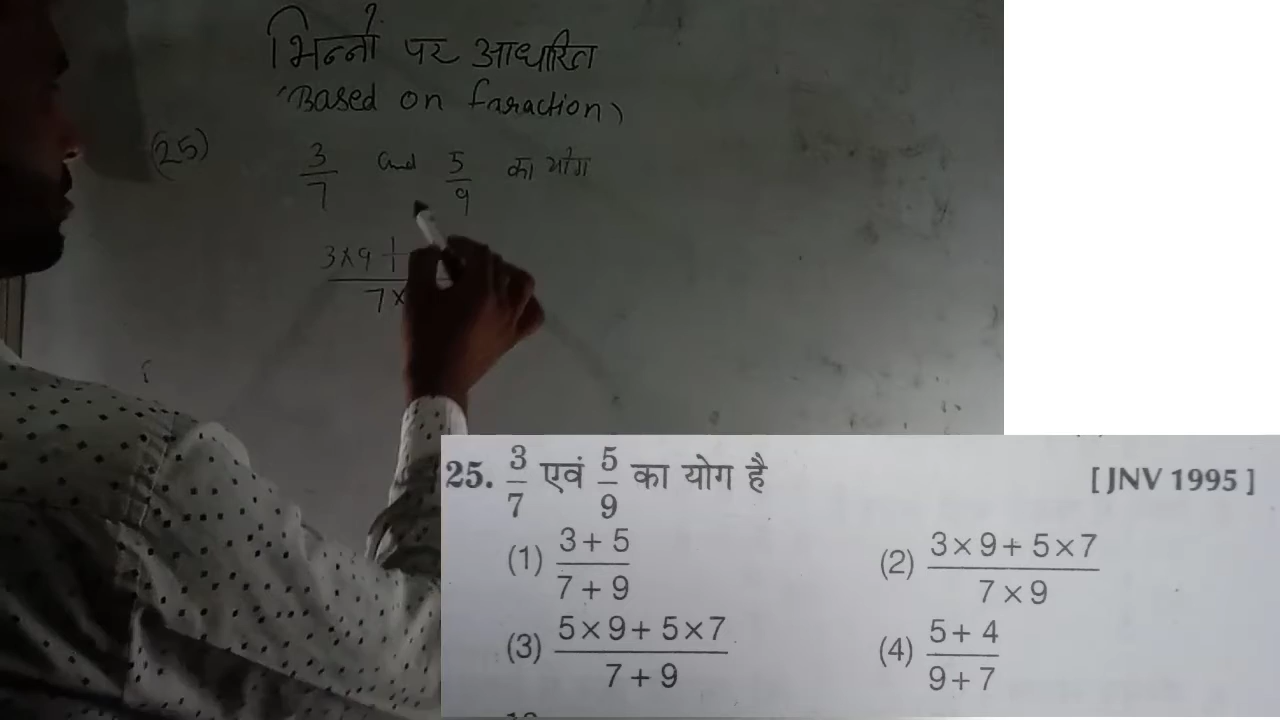 भिन्नों पर आधारित
Based on faraction)
(25) 3/7 and 5/9 का योग
3×9+
7×
25. 3/7 एवं 5/9 का योग है [JNV 1995]
(1) 3+5/7+9 (2) 3×9+5×7/7×9
(3) 5×9+5×7/7+9 (4) 5+4/9+7